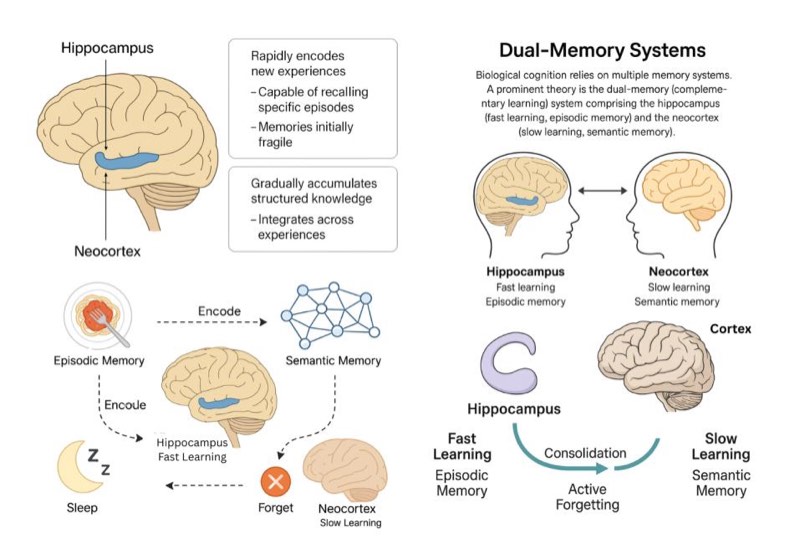 Hippocampus
Rapidly encodes
new experiences
-Capable of recalling
specific episodes
-Memories initially
fragile
Gradually accumulates
structured knowledge
-Integrates across
experiences
Neocortex
Episodic Memory
Encode
Semantic Memory
Encoule
Hippocampus
Fast Learning
Z
Z
Sleep
Forget
Neocortex
Slow Learning
Dual-Memory Systems
Biological cognition relies on multiple memory systems.
A prominent theory is the dual-memory (compleme-
ntary learning) system comprising the hippocampus
(fast learning, episodic memory) and the neocortex
(slow learning, semantic memory).
Hippocampus
Fast learning
Episodic memory
Neocortex
Slow learning
Semantic memory
Cortex
Hippocampus
Fast
Learning
Episodic
Memory
Consolidation
Active
Forgetting
Slow
Learning
Semantic
Memory